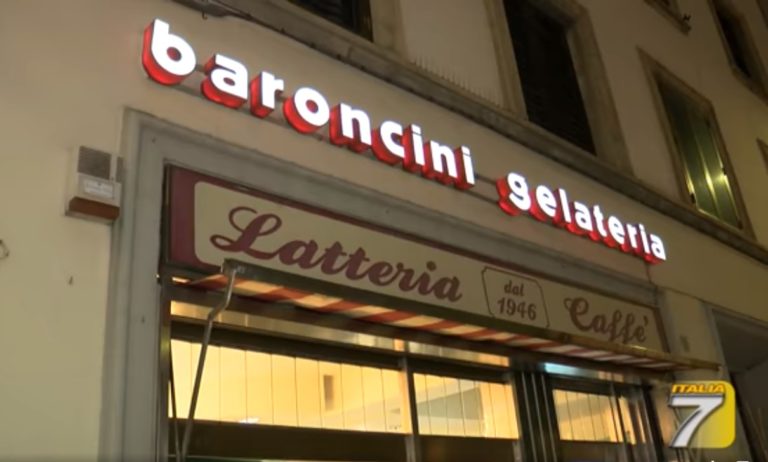 baroncini gelateria
Latteria dal 1946 Caffè
ITALIA
7